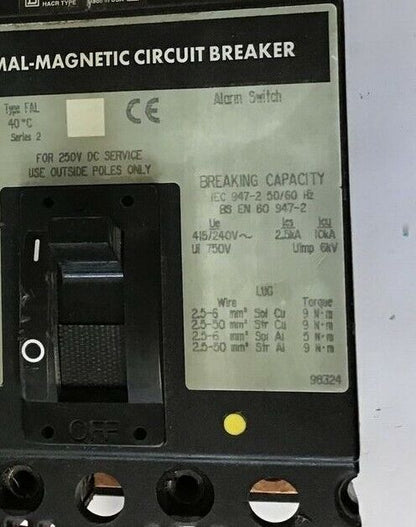 HACR TYPE
MAL-MAGNETIC CIRCUIT BREAKER
Type FAL
40°C
Series 2
CE
Alarm Switch
FOR 250V DC SERVICE
USE OUTSIDE POLES ONLY
BREAKING CAPACITY
IEC 947-2 50/60 Hz
BS EN 60 947-2
Ue Ics Icu
415/240V~ 2.5kA 10kA
Ui 750V Uimp 6kV
LUG
Wire Torque
2.5-6 mm² Sol Cu 9 N·m
2.5-50 mm² Str Cu 9 N·m
2.5-6 mm² Sol Al 5 N·m
2.5-50 mm² Str Al 9 N·m
98324
I
O
OFF